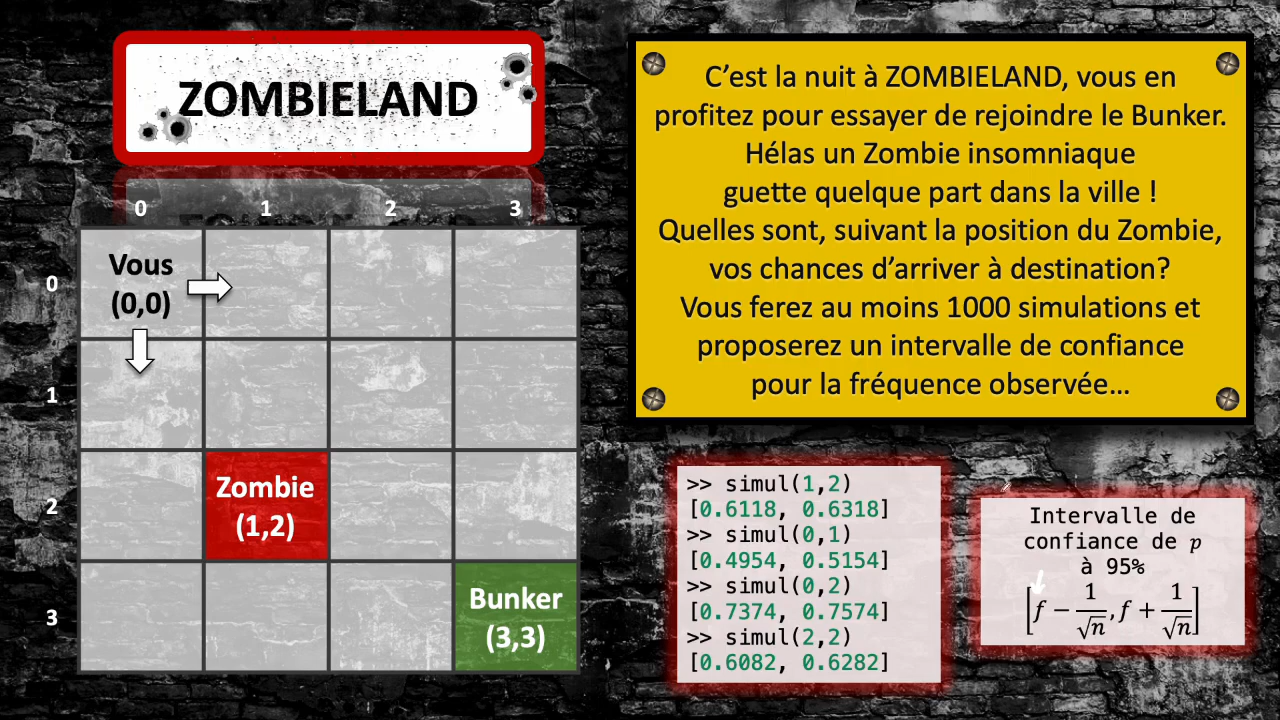 ZOMBIELAND
C’est la nuit à ZOMBIELAND, vous en
profitez pour essayer de rejoindre le Bunker.
Hélas un Zombie insomniaque
guette quelque part dans la ville !
Quelles sont, suivant la position du Zombie,
vos chances d’arriver à destination?
Vous ferez au moins 1000 simulations et
proposerez un intervalle de confiance
pour la fréquence observée…
0 1 2 3
0
Vous
(0,0)
1
2
Zombie
(1,2)
3
Bunker
(3,3)
>> simul(1,2)
[0.6118, 0.6318]
>> simul(0,1)
[0.4954, 0.5154]
>> simul(0,2)
[0.7374, 0.7574]
>> simul(2,2)
[0.6082, 0.6282]
Intervalle de
confiance de p
à 95%
[f − 1/√n, f + 1/√n]